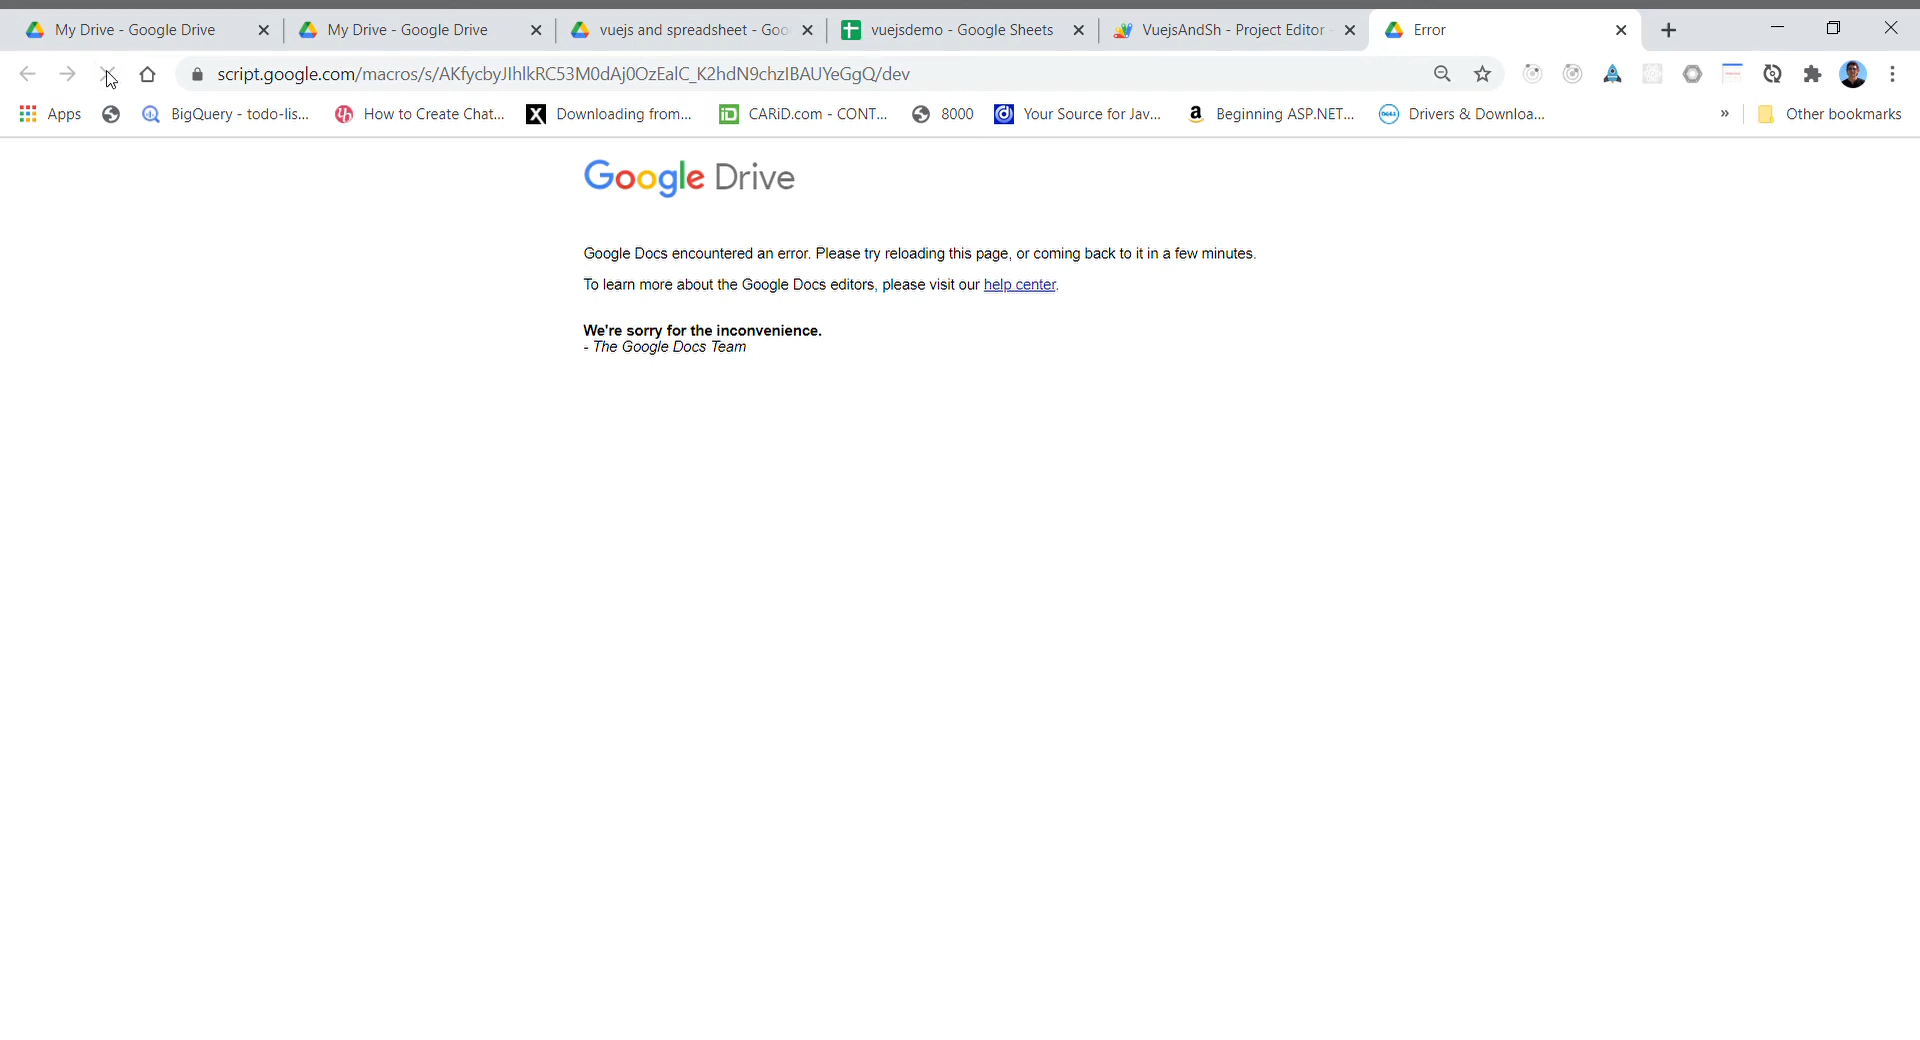 My Drive - Google Drive
My Drive - Google Drive
vuejs and spreadsheet - Goo
vuejsdemo - Google Sheets
VuejsAndSh - Project Editor
Error
script.google.com/macros/s/AKfycbyJIhlkRC53M0dAj0OzEalC_K2hdN9chzIBAUYeGgQ/dev
Apps
BigQuery - todo-lis...
How to Create Chat...
Downloading from...
CARiD.com - CONT...
8000
Your Source for Jav...
Beginning ASP.NET...
Drivers & Downloa...
»
Other bookmarks
Google Drive
Google Docs encountered an error. Please try reloading this page, or coming back to it in a few minutes.
To learn more about the Google Docs editors, please visit our help center.
We're sorry for the inconvenience.
- The Google Docs Team